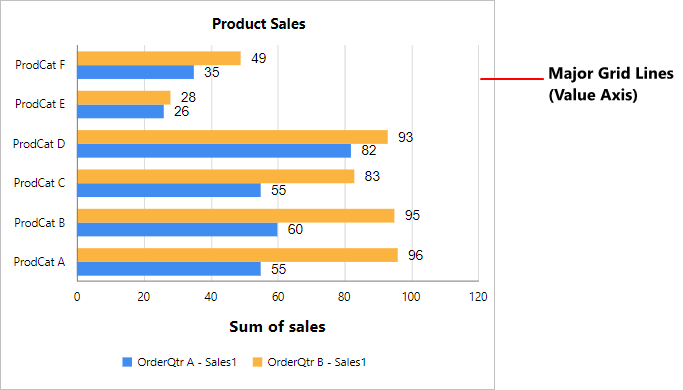 Product Sales
ProdCat F
49
35
Major Grid Lines
(Value Axis)
ProdCat E
28
26
ProdCat D
93
82
ProdCat C
83
55
ProdCat B
95
60
ProdCat A
96
55
0 20 40 60 80 100 120
Sum of sales
OrderQtr A - Sales1 OrderQtr B - Sales1